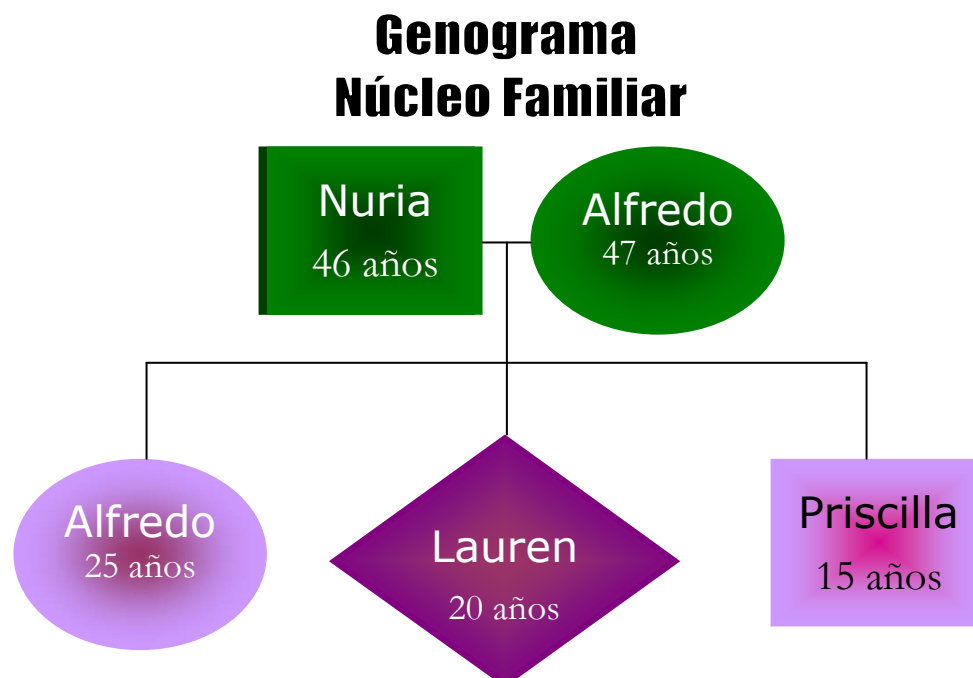 Genograma
Núcleo Familiar
Nuria
46 años
Alfredo
47 años
Alfredo
25 años
Lauren
20 años
Priscilla
15 años